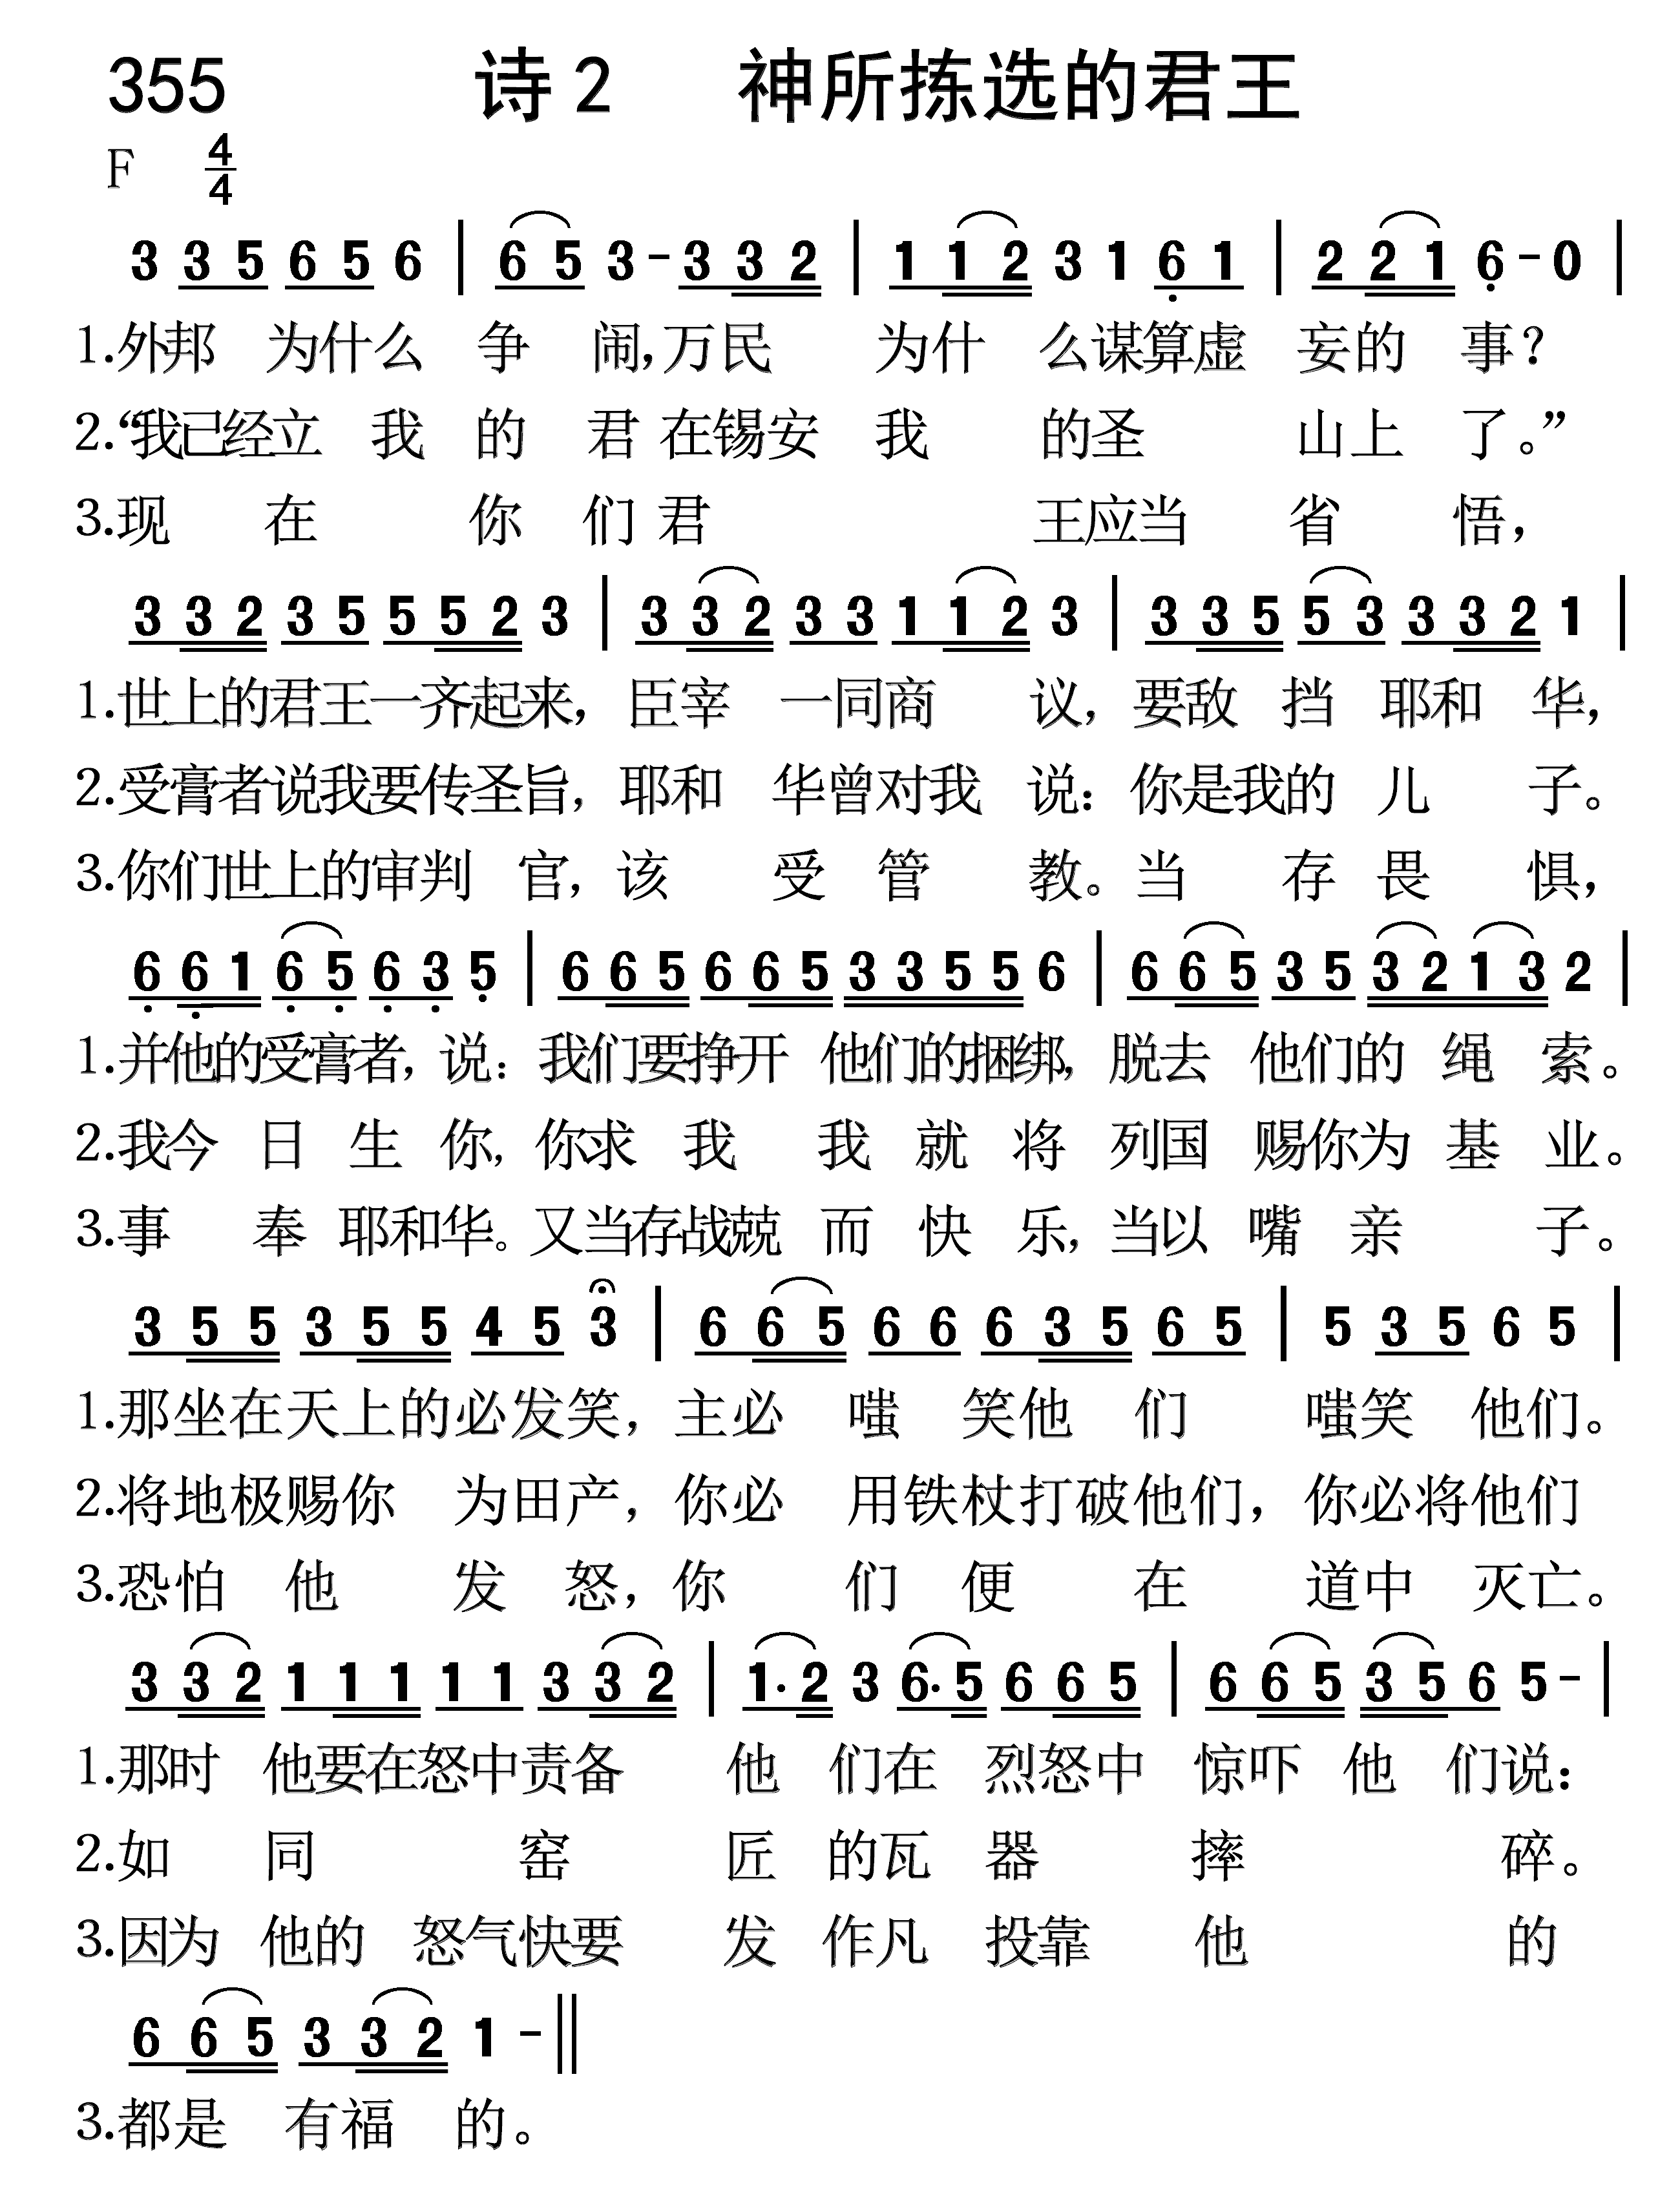 355 诗2 神所拣选的君王
F 4/4
3 3 5 6 5 6 | 6 5 3 - 3 3 2 | 1 1 2 3 1 6 1 | 2 2 1 6 - 0 |
1.外邦 为什么 争 闹,万民 为什 么谋算虚 妄的 事?
2.“我已经立 我 的 君 在锡安 我 的圣 山上 了。”
3.现 在 你 们 君 王应当 省 悟,
3 3 2 3 5 5 5 2 3 | 3 3 2 3 3 1 1 2 3 | 3 3 5 5 3 3 3 2 1 |
1.世上的君王一齐起来, 臣宰 一同商 议, 要敌 挡 耶和 华,
2.受膏者说我要传圣旨, 耶和 华曾对我 说: 你是我的 儿 子。
3.你们世上的审判 官, 该 受 管 教。当 存 畏 惧,
6 6 1 6 5 6 3 5 | 6 6 5 6 6 5 3 3 5 5 6 | 6 6 5 3 5 3 2 1 3 2 |
1.并他的受膏者, 说: 我们要挣开 他们的捆绑, 脱去 他们的 绳 索。
2.我今 日 生 你, 你求 我 我 就 将 列国 赐你为 基 业。
3.事 奉 耶和华。又当存战兢 而 快 乐, 当以 嘴 亲 子。
3 5 5 3 5 5 4 5 3 | 6 6 5 6 6 6 3 5 6 5 | 5 3 5 6 5 |
1.那坐在天上的必发笑, 主必 嗤 笑他 们 嗤笑 他们。
2.将地极赐你 为田产, 你必 用铁杖打破他们, 你必将他们
3.恐怕 他 发 怒, 你 们 便 在 道中 灭亡。
3 3 2 1 1 1 1 1 3 3 2 | 1· 2 3 6· 5 6 6 5 | 6 6 5 3 5 6 5 - |
1.那时 他要在怒中责备 他 们在 烈怒中 惊吓 他 们说:
2.如 同 窑 匠 的瓦 器 摔 碎。
3.因为 他的 怒气快要 发 作凡 投靠 他 的
6 6 5 3 3 2 1 - ||
3.都是 有福 的。